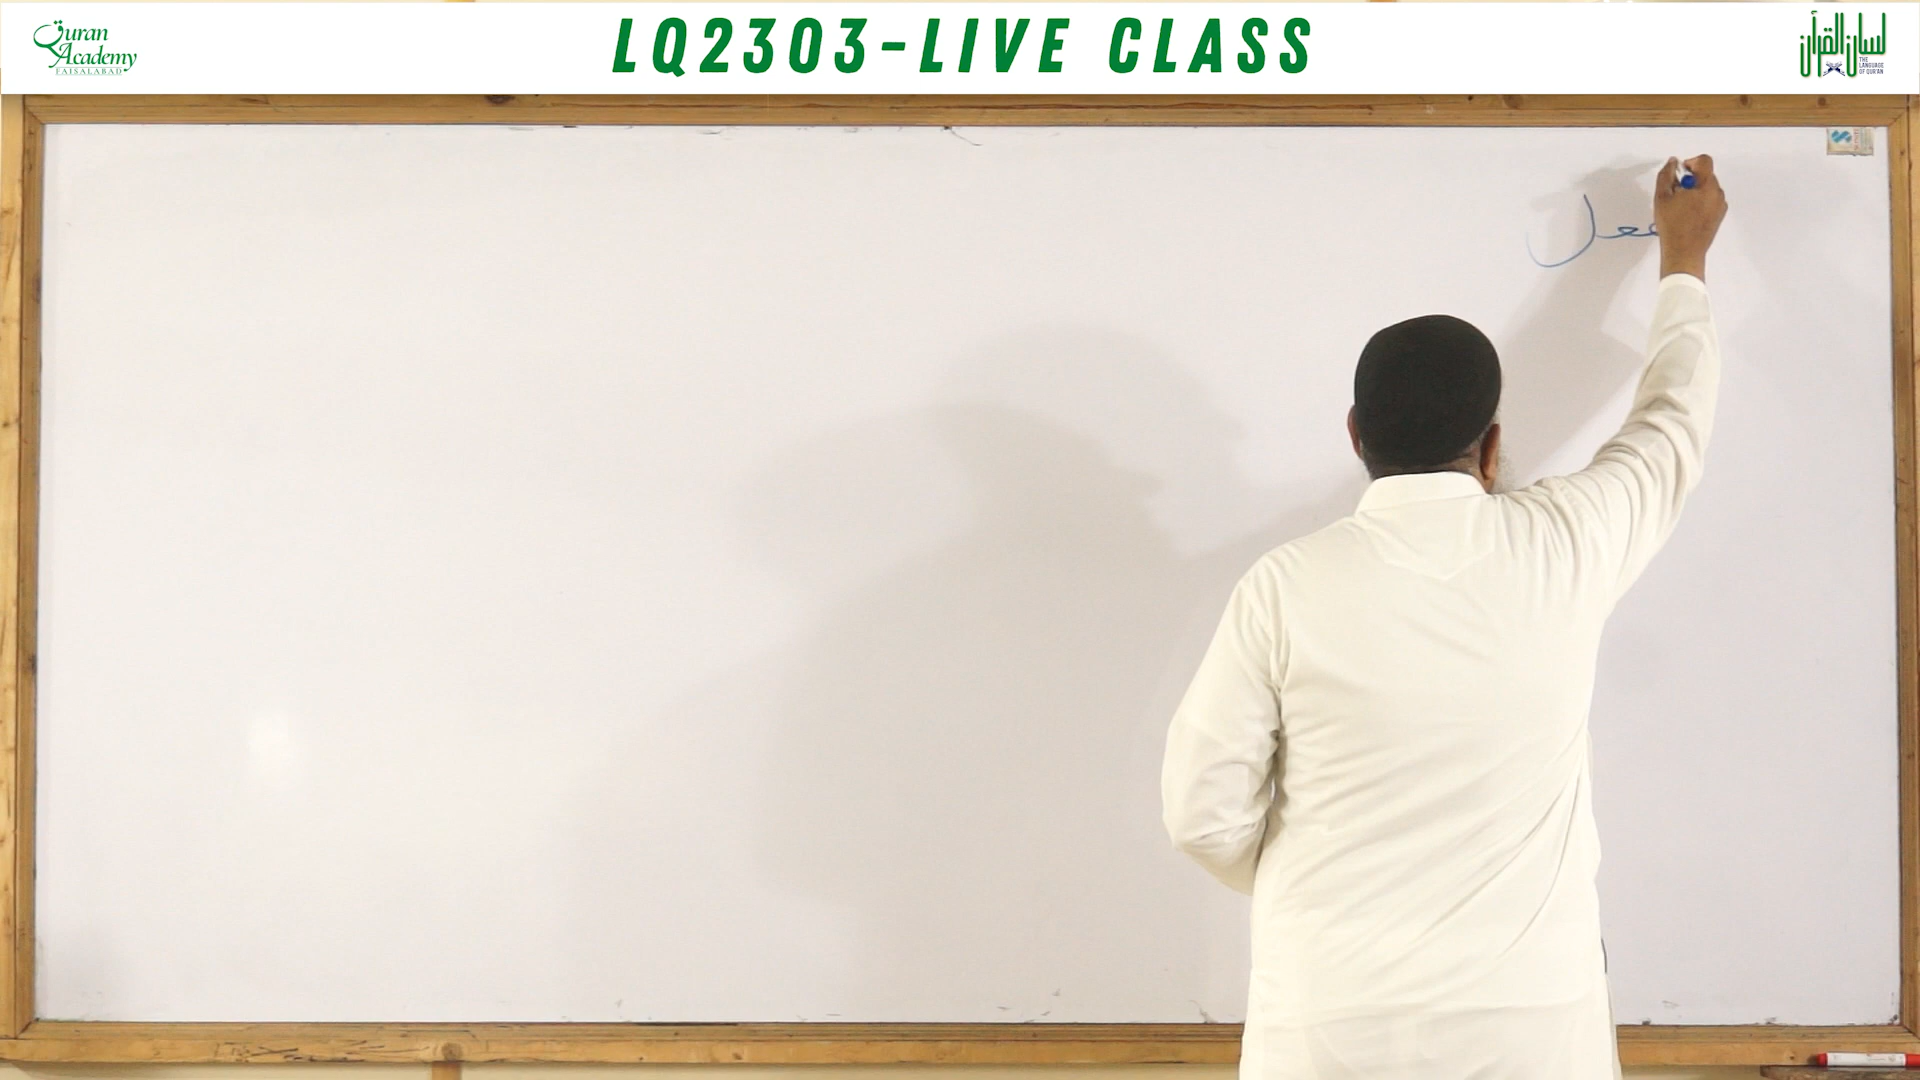 Quran
Academy
FAISALABAD
LQ2303-LIVE CLASS
لسان القرآن
THE
LANGUAGE
OF QUR'AN
فعل